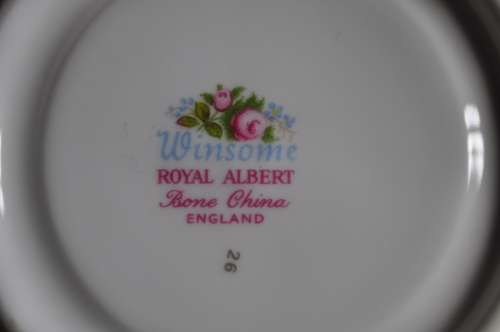 Winsome
ROYAL ALBERT
Bone China
ENGLAND
26